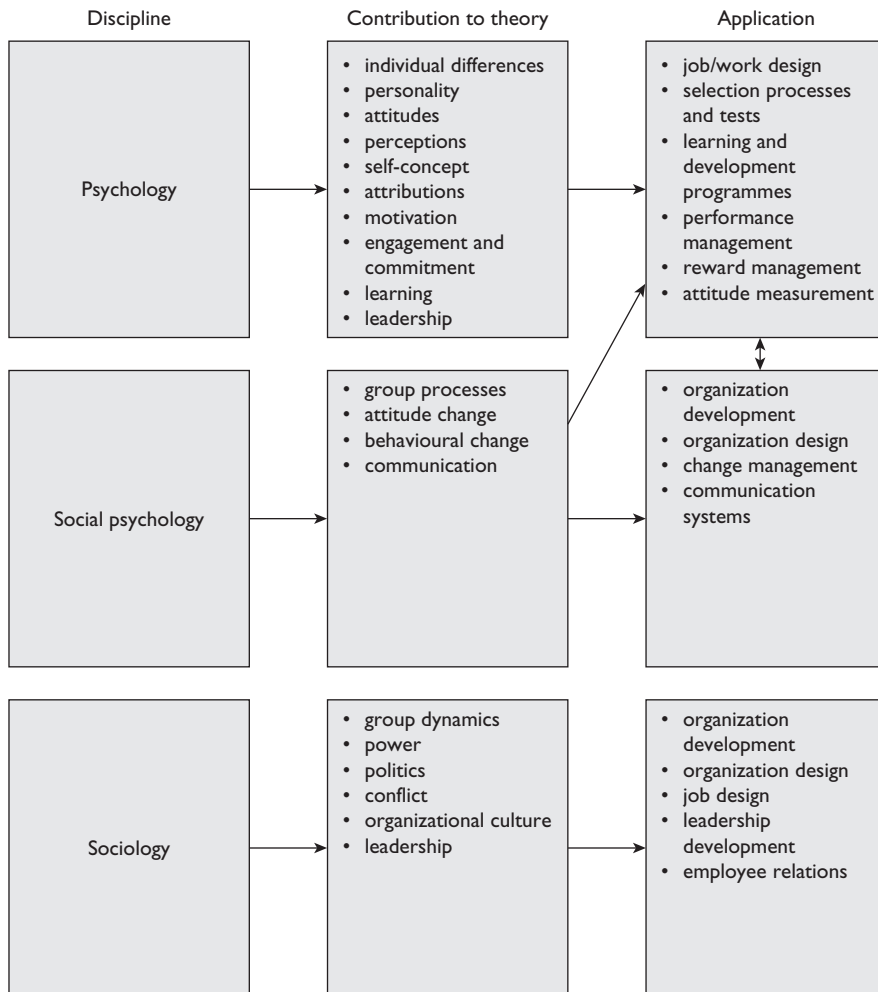 Discipline
Contribution to theory
Application
Psychology
• individual differences
• personality
• attitudes
• perceptions
• self-concept
• attributions
• motivation
• engagement and
commitment
• learning
• leadership
• job/work design
• selection processes
and tests
• learning and
development
programmes
• performance
management
• reward management
• attitude measurement
Social psychology
• group processes
• attitude change
• behavioural change
• communication
• organization
development
• organization design
• change management
• communication
systems
Sociology
• group dynamics
• power
• politics
• conflict
• organizational culture
• leadership
• organization
development
• organization design
• job design
• leadership
development
• employee relations